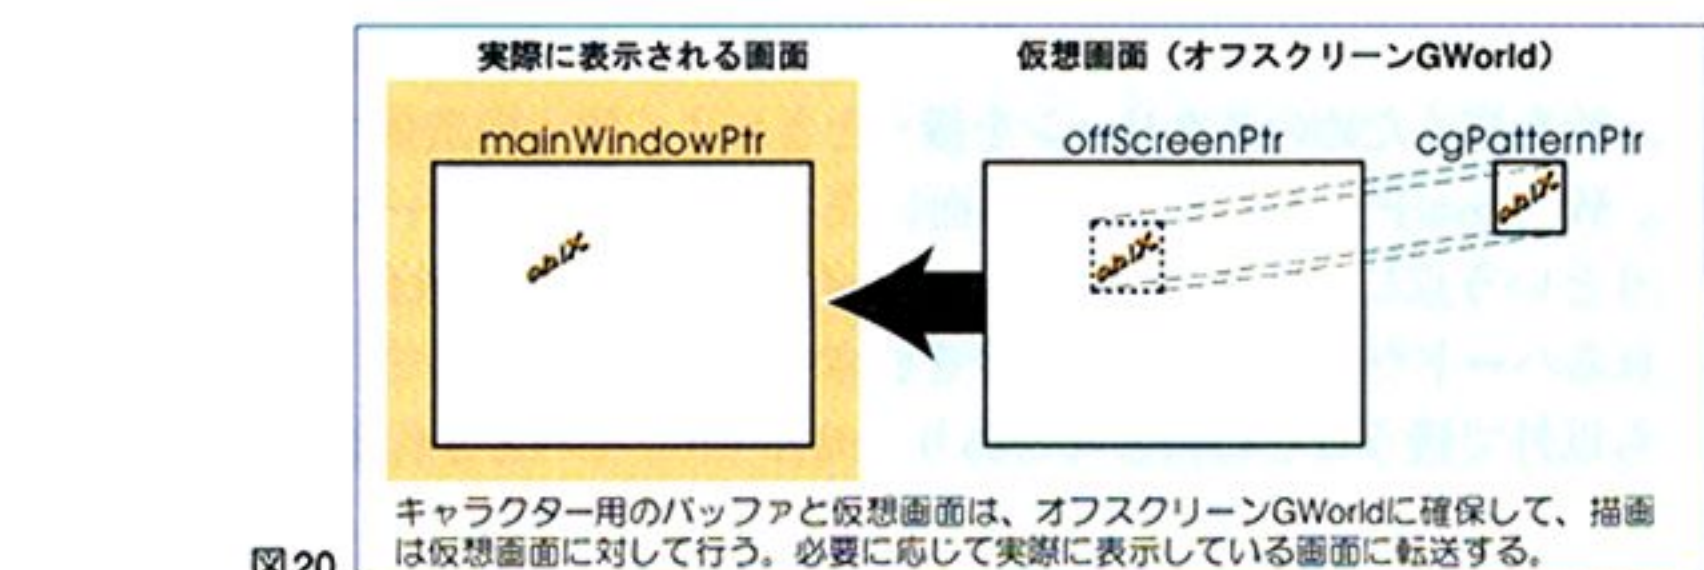 実際に表示される画面
仮想画面（オフスクリーンGWorld）
mainWindowPtr
offScreenPtr
cgPatternPtr
キャラクター用のバッファと仮想画面は、オフスクリーンGWorldに確保して、描画
は仮想画面に対して行う。必要に応じて実際に表示している画面に転送する。
図20